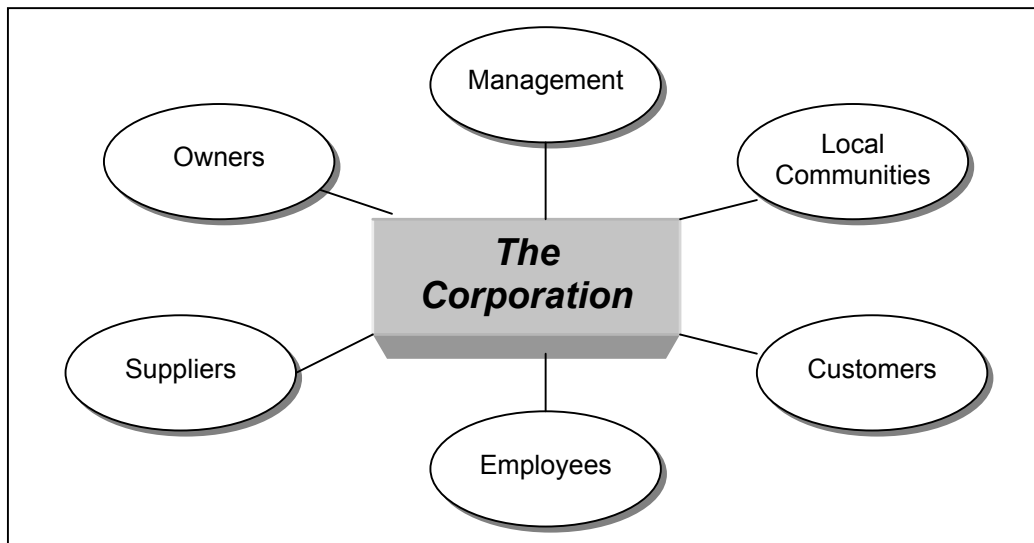 Management
Owners
Local
Communities
The
Corporation
Suppliers
Customers
Employees